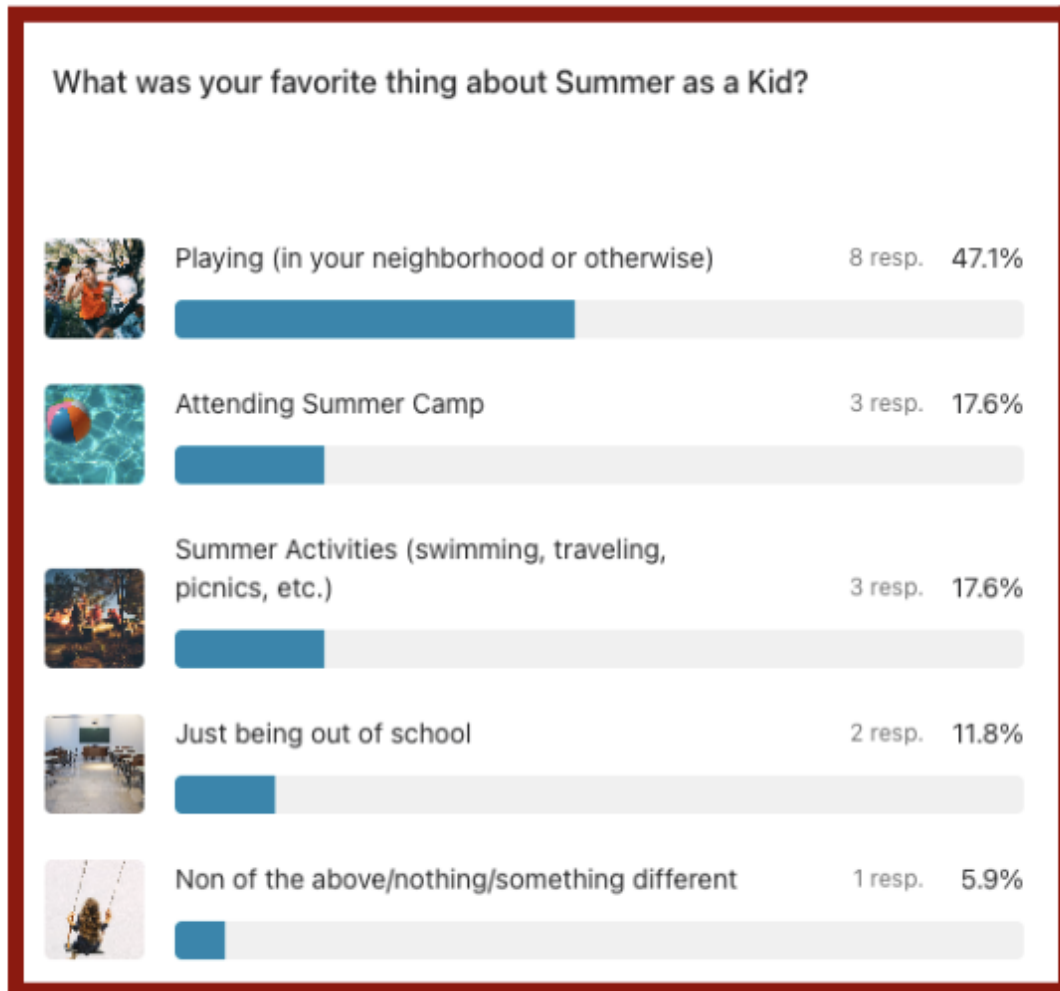 What was your favorite thing about Summer as a Kid?
Playing (in your neighborhood or otherwise) 8 resp. 47.1%
Attending Summer Camp 3 resp. 17.6%
Summer Activities (swimming, traveling,
picnics, etc.) 3 resp. 17.6%
Just being out of school 2 resp. 11.8%
Non of the above/nothing/something different 1 resp. 5.9%